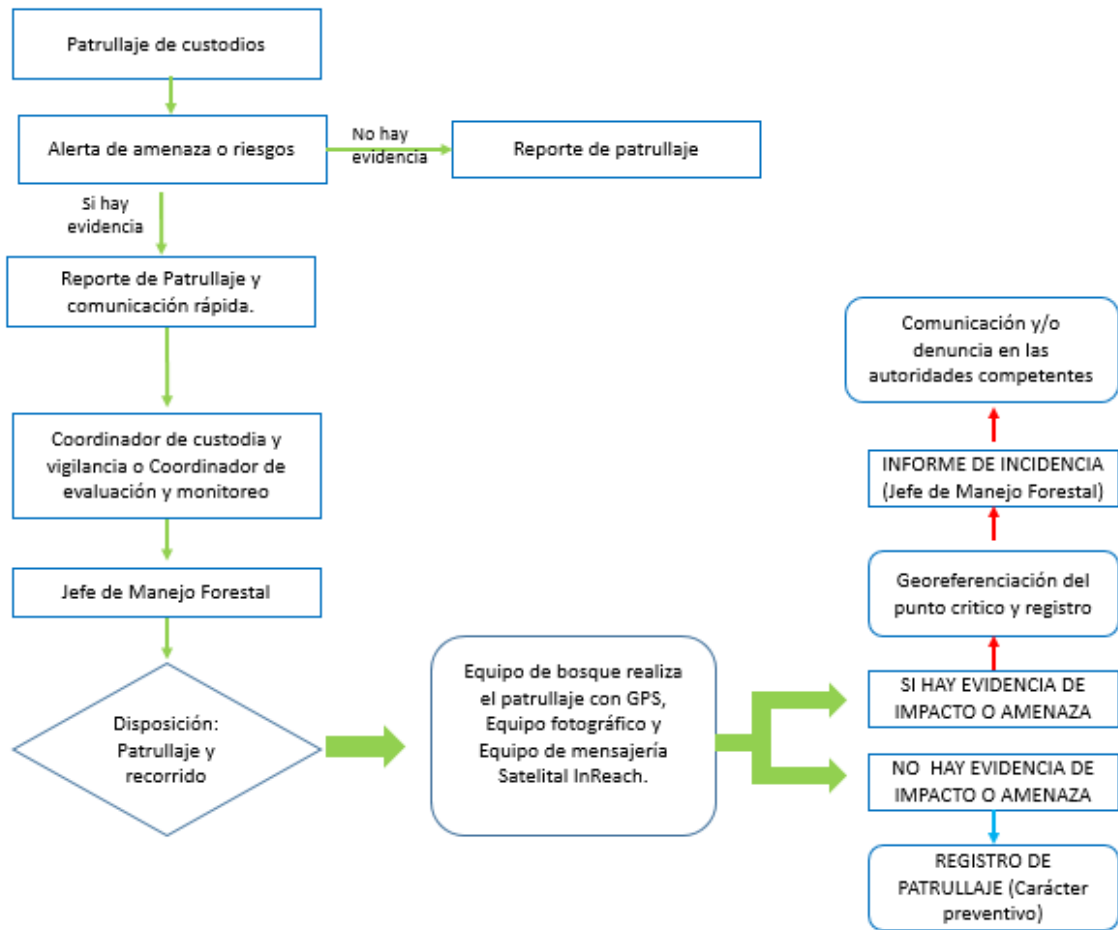 Patrullaje de custodios
Alerta de amenaza o riesgos
No hay
evidencia
Reporte de patrullaje
Si hay
evidencia
Reporte de Patrullaje y
comunicación rápida.
Coordinador de custodia y
vigilancia o Coordinador de
evaluación y monitoreo
Jefe de Manejo Forestal
Disposición:
Patrullaje y
recorrido
Equipo de bosque realiza
el patrullaje con GPS,
Equipo fotográfico y
Equipo de mensajería
Satelital InReach.
Comunicación y/o
denuncia en las
autoridades competentes
INFORME DE INCIDENCIA
(Jefe de Manejo Forestal)
Georeferenciación del
punto critico y registro
SI HAY EVIDENCIA DE
IMPACTO O AMENAZA
NO HAY EVIDENCIA DE
IMPACTO O AMENAZA
REGISTRO DE
PATRULLAJE (Carácter
preventivo)